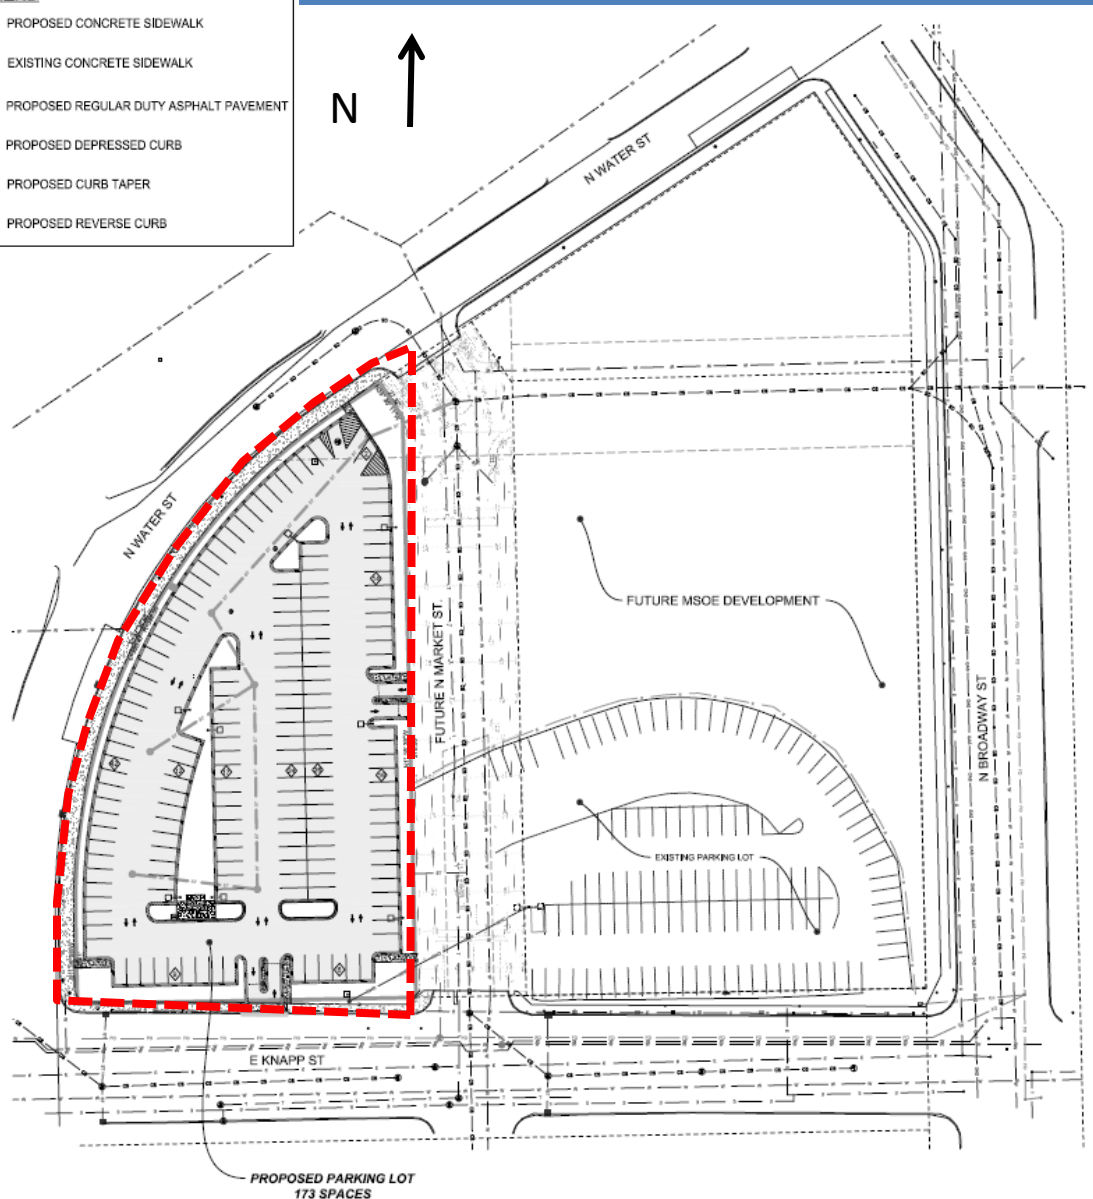 PROPOSED CONCRETE SIDEWALK
EXISTING CONCRETE SIDEWALK
PROPOSED REGULAR DUTY ASPHALT PAVEMENT
PROPOSED DEPRESSED CURB
PROPOSED CURB TAPER
PROPOSED REVERSE CURB
N
N WATER ST
N WATER ST
FUTURE N MARKET ST.
FUTURE MSOE DEVELOPMENT
N BROADWAY ST
EXISTING PARKING LOT
E KNAPP ST
PROPOSED PARKING LOT
173 SPACES